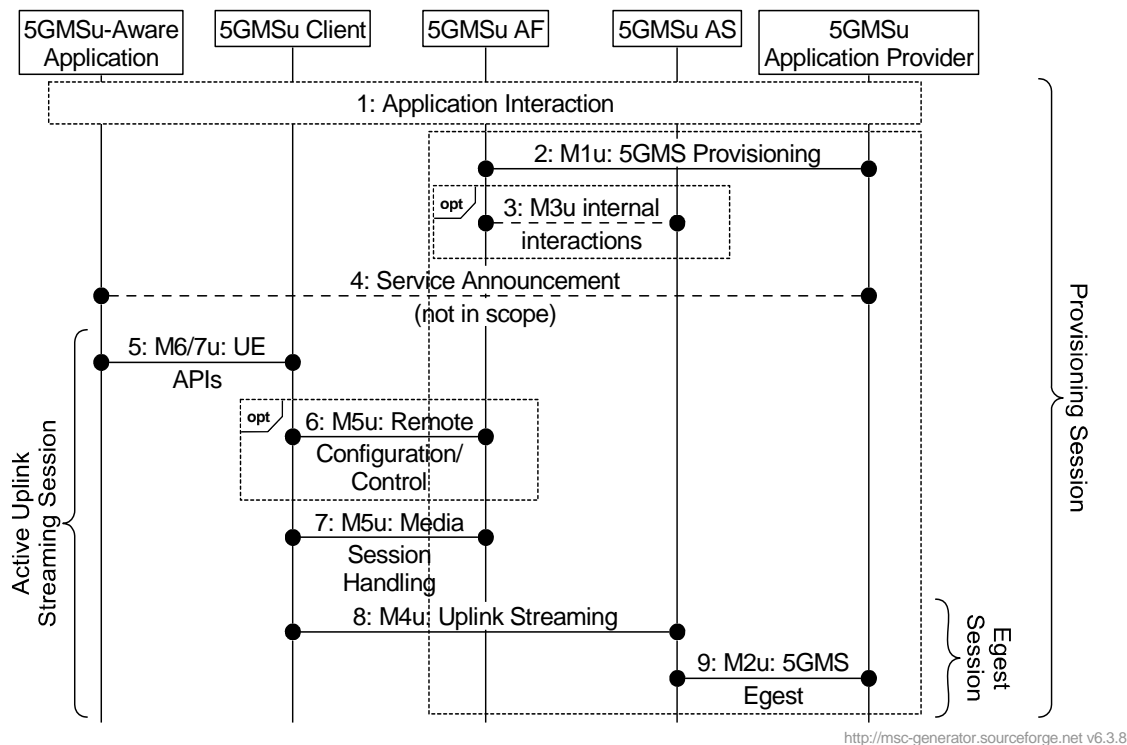 5GMSu-Aware
Application
5GMSu Client
5GMSu AF
5GMSu AS
5GMSu
Application Provider
1: Application Interaction
2: M1u: 5GMS Provisioning
opt
3: M3u internal
interactions
4: Service Announcement
(not in scope)
5: M6/7u: UE
APIs
opt
6: M5u: Remote
Configuration/
Control
7: M5u: Media
Session
Handling
8: M4u: Uplink Streaming
9: M2u: 5GMS
Egest
Active Uplink
Streaming Session
Provisioning Session
Egest
Session
http://msc-generator.sourceforge.net v6.3.8